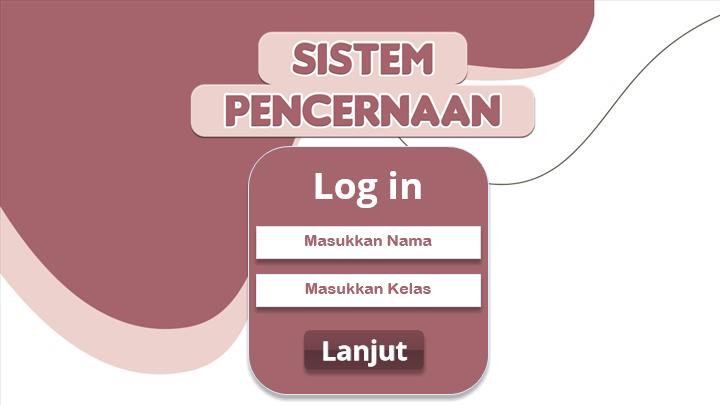 SISTEM
PENCERNAAN
Log in
Masukkan Nama
Masukkan Kelas
Lanjut